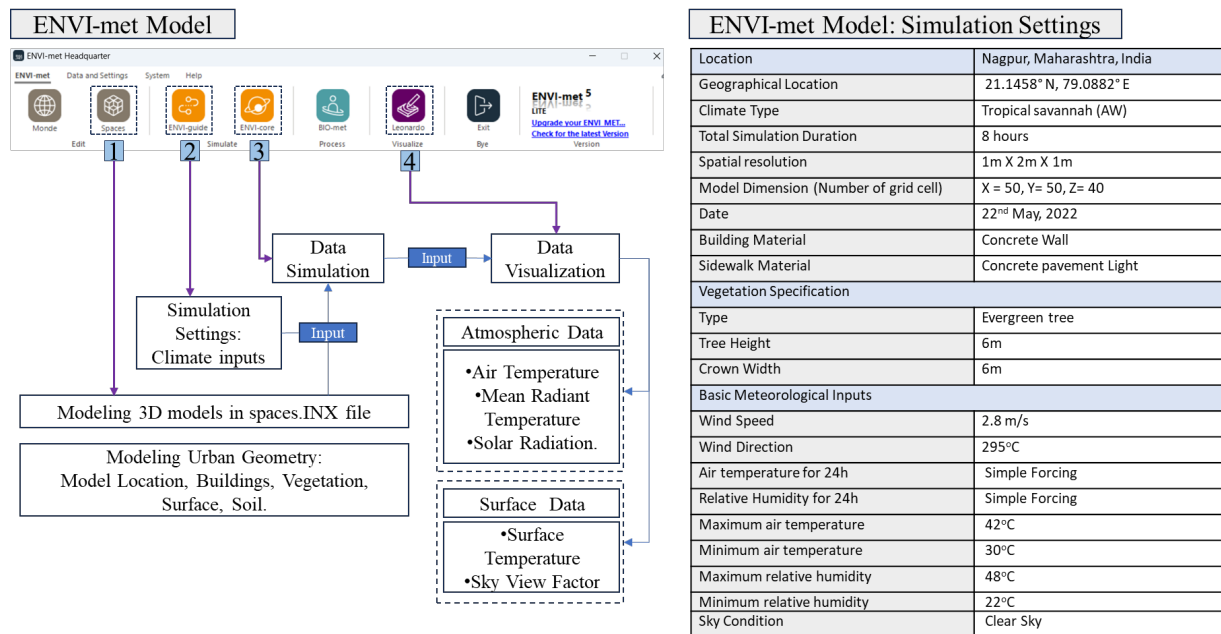 ENVI-met Model
ENVI-met Headquarter
ENVI-met Data and Settings System Help
Monde Spaces ENVI-guide ENVI-core BIO-met Leonardo Exit
ENVI-met 5
LITE
Upgrade your ENVI_MET...
Check for the latest Version
Edit Simulate Process Visualize Bye Version
1 2 3 4
Data
Simulation
Input
Data
Visualization
Simulation
Settings:
Climate inputs
Input
Modeling 3D models in spaces.INX file
Modeling Urban Geometry:
Model Location, Buildings, Vegetation,
Surface, Soil.
Atmospheric Data
•Air Temperature
•Mean Radiant
Temperature
•Solar Radiation.
Surface Data
•Surface
Temperature
•Sky View Factor
ENVI-met Model: Simulation Settings
Location Nagpur, Maharashtra, India
Geographical Location 21.1458° N, 79.0882° E
Climate Type Tropical savannah (AW)
Total Simulation Duration 8 hours
Spatial resolution 1m X 2m X 1m
Model Dimension (Number of grid cell) X = 50, Y= 50, Z= 40
Date 22nd May, 2022
Building Material Concrete Wall
Sidewalk Material Concrete pavement Light
Vegetation Specification
Type Evergreen tree
Tree Height 6m
Crown Width 6m
Basic Meteorological Inputs
Wind Speed 2.8 m/s
Wind Direction 295°C
Air temperature for 24h Simple Forcing
Relative Humidity for 24h Simple Forcing
Maximum air temperature 42°C
Minimum air temperature 30°C
Maximum relative humidity 48°C
Minimum relative humidity 22°C
Sky Condition Clear Sky